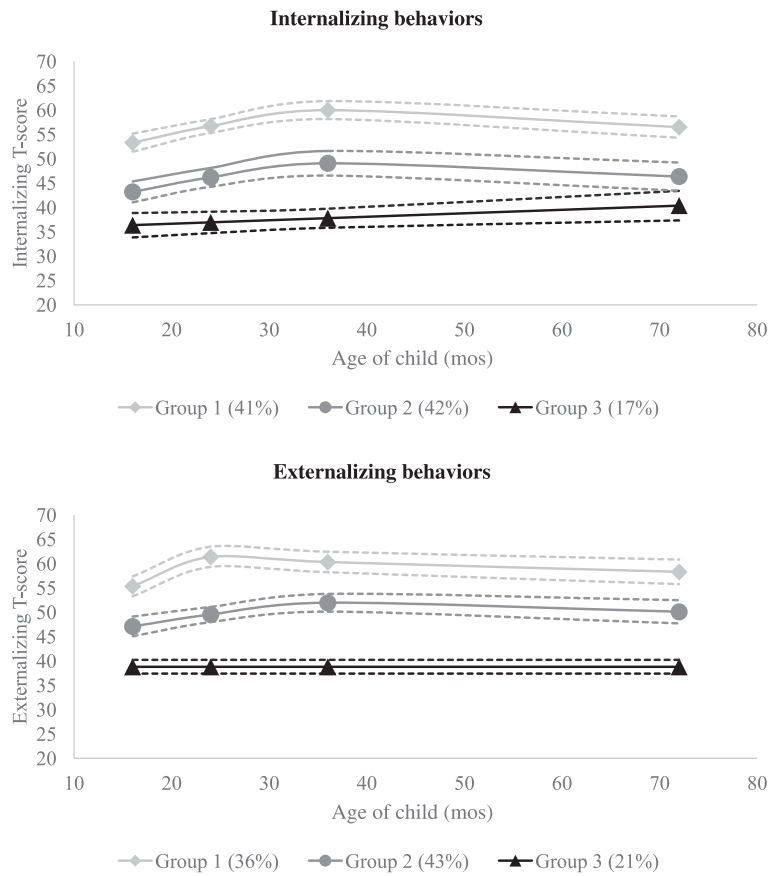 Internalizing behaviors
70
65
60
55
50
45
40
35
30
25
20
Internalizing T-score
10 20 30 40 50 60 70 80
Age of child (mos)
Group 1 (41%) Group 2 (42%) Group 3 (17%)
Externalizing behaviors
70
65
60
55
50
45
40
35
30
25
20
Externalizing T-score
10 20 30 40 50 60 70 80
Age of child (mos)
Group 1 (36%) Group 2 (43%) Group 3 (21%)